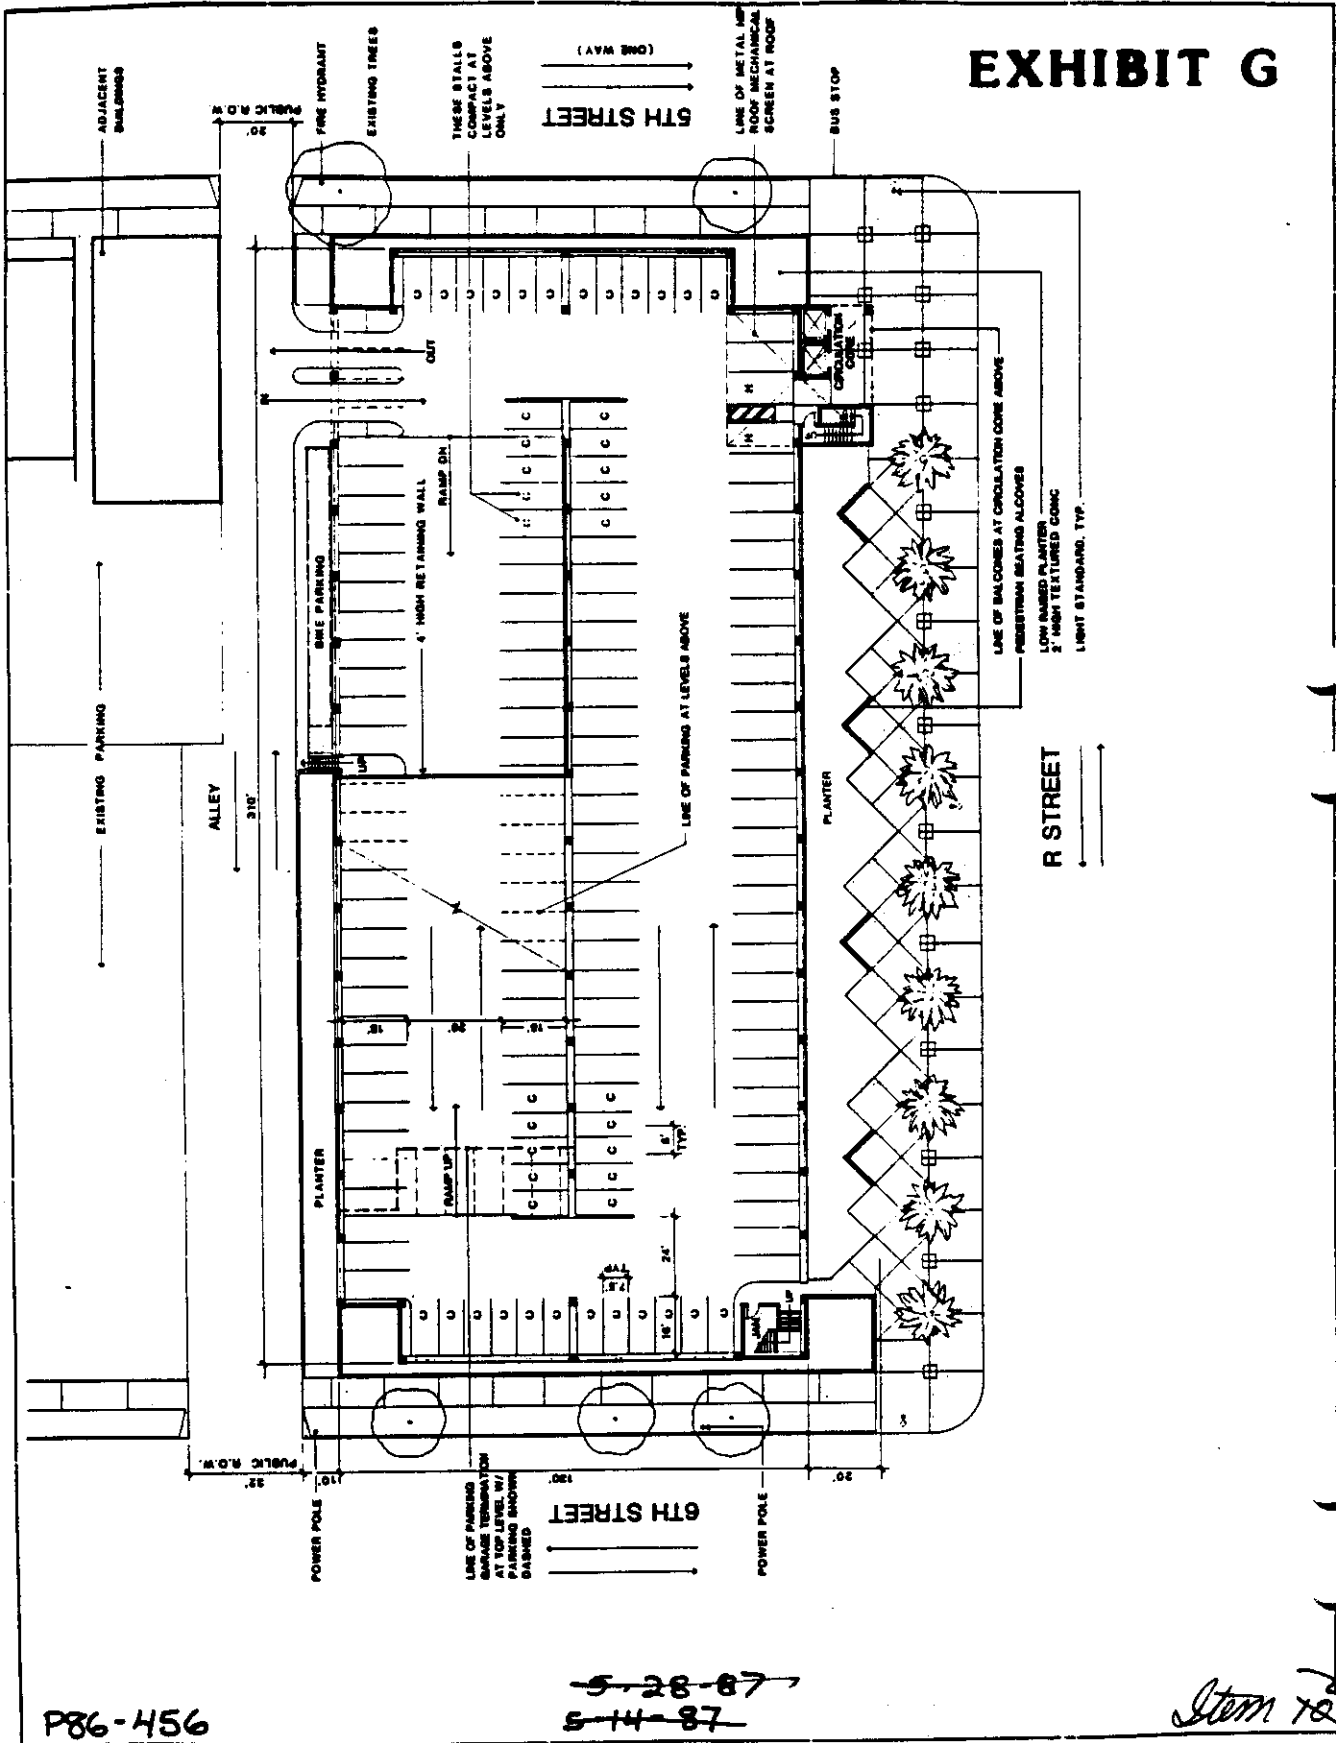 EXHIBIT G
ADJACENT
BUILDINGS
PUBLIC R.O.W.
20'
FIRE HYDRANT
EXISTING TREES
THESE STALLS
COMPACT AT
LEVELS ABOVE
ONLY
(ONE WAY)
5TH STREET
LINE OF METAL
ROOF MECHANICAL
SCREEN AT ROOF
BUS STOP
OUT
IN
C C C C C C C C C C C C
CIRCULATION
CORE
H
H
UP
C C
C C
C C
C C
C C
RAMP DN
4' HIGH RETAINING WALL
BIKE PARKING
UP
EXISTING PARKING
ALLEY
310'
LINE OF PARKING AT LEVELS ABOVE
PLANTER
LINE OF BALCONIES AT CIRCULATION CORE ABOVE
PEDESTRIAN SEATING ALCOVES
LOW RAISED PLANTER
2' HIGH TEXTURED CONC
LIGHT STANDARD, TYP.
R STREET
26'
C C
C C
C C
C C
C C
8'
TYP.
RAMP UP
PLANTER
24'
TYP
7.5'
16'
C C C C C C C C C C C C
JAN
UP
PUBLIC R.O.W.
22'
10'
130'
20'
POWER POLE
LINE OF PARKING
GARAGE TERMINATION
AT TOP LEVEL W/
PARKING SHOWN
DASHED
6TH STREET
POWER POLE
5-28-87
5-14-87
P86-456
Item